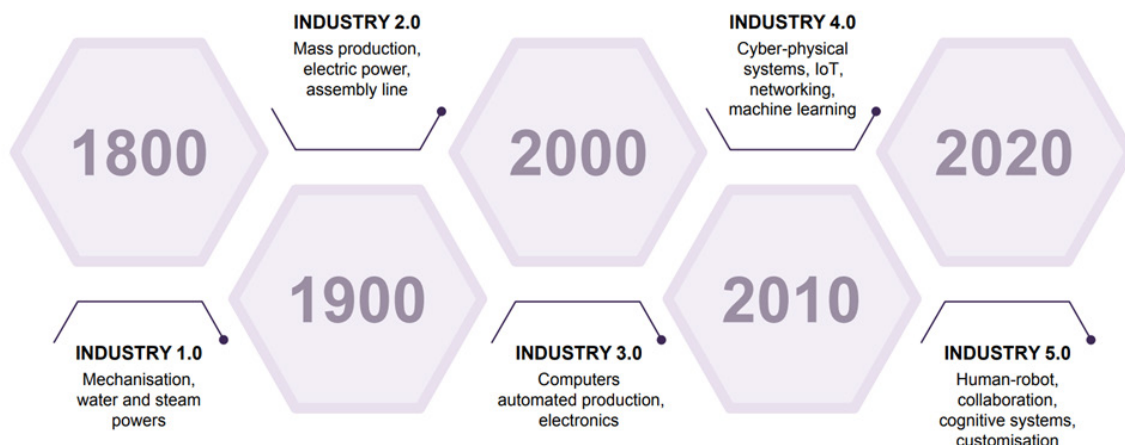 1800
INDUSTRY 1.0
Mechanisation,
water and steam
powers
INDUSTRY 2.0
Mass production,
electric power,
assembly line
1900
2000
INDUSTRY 3.0
Computers
automated production,
electronics
INDUSTRY 4.0
Cyber-physical
systems, IoT,
networking,
machine learning
2010
2020
INDUSTRY 5.0
Human-robot,
collaboration,
cognitive systems,
customisation